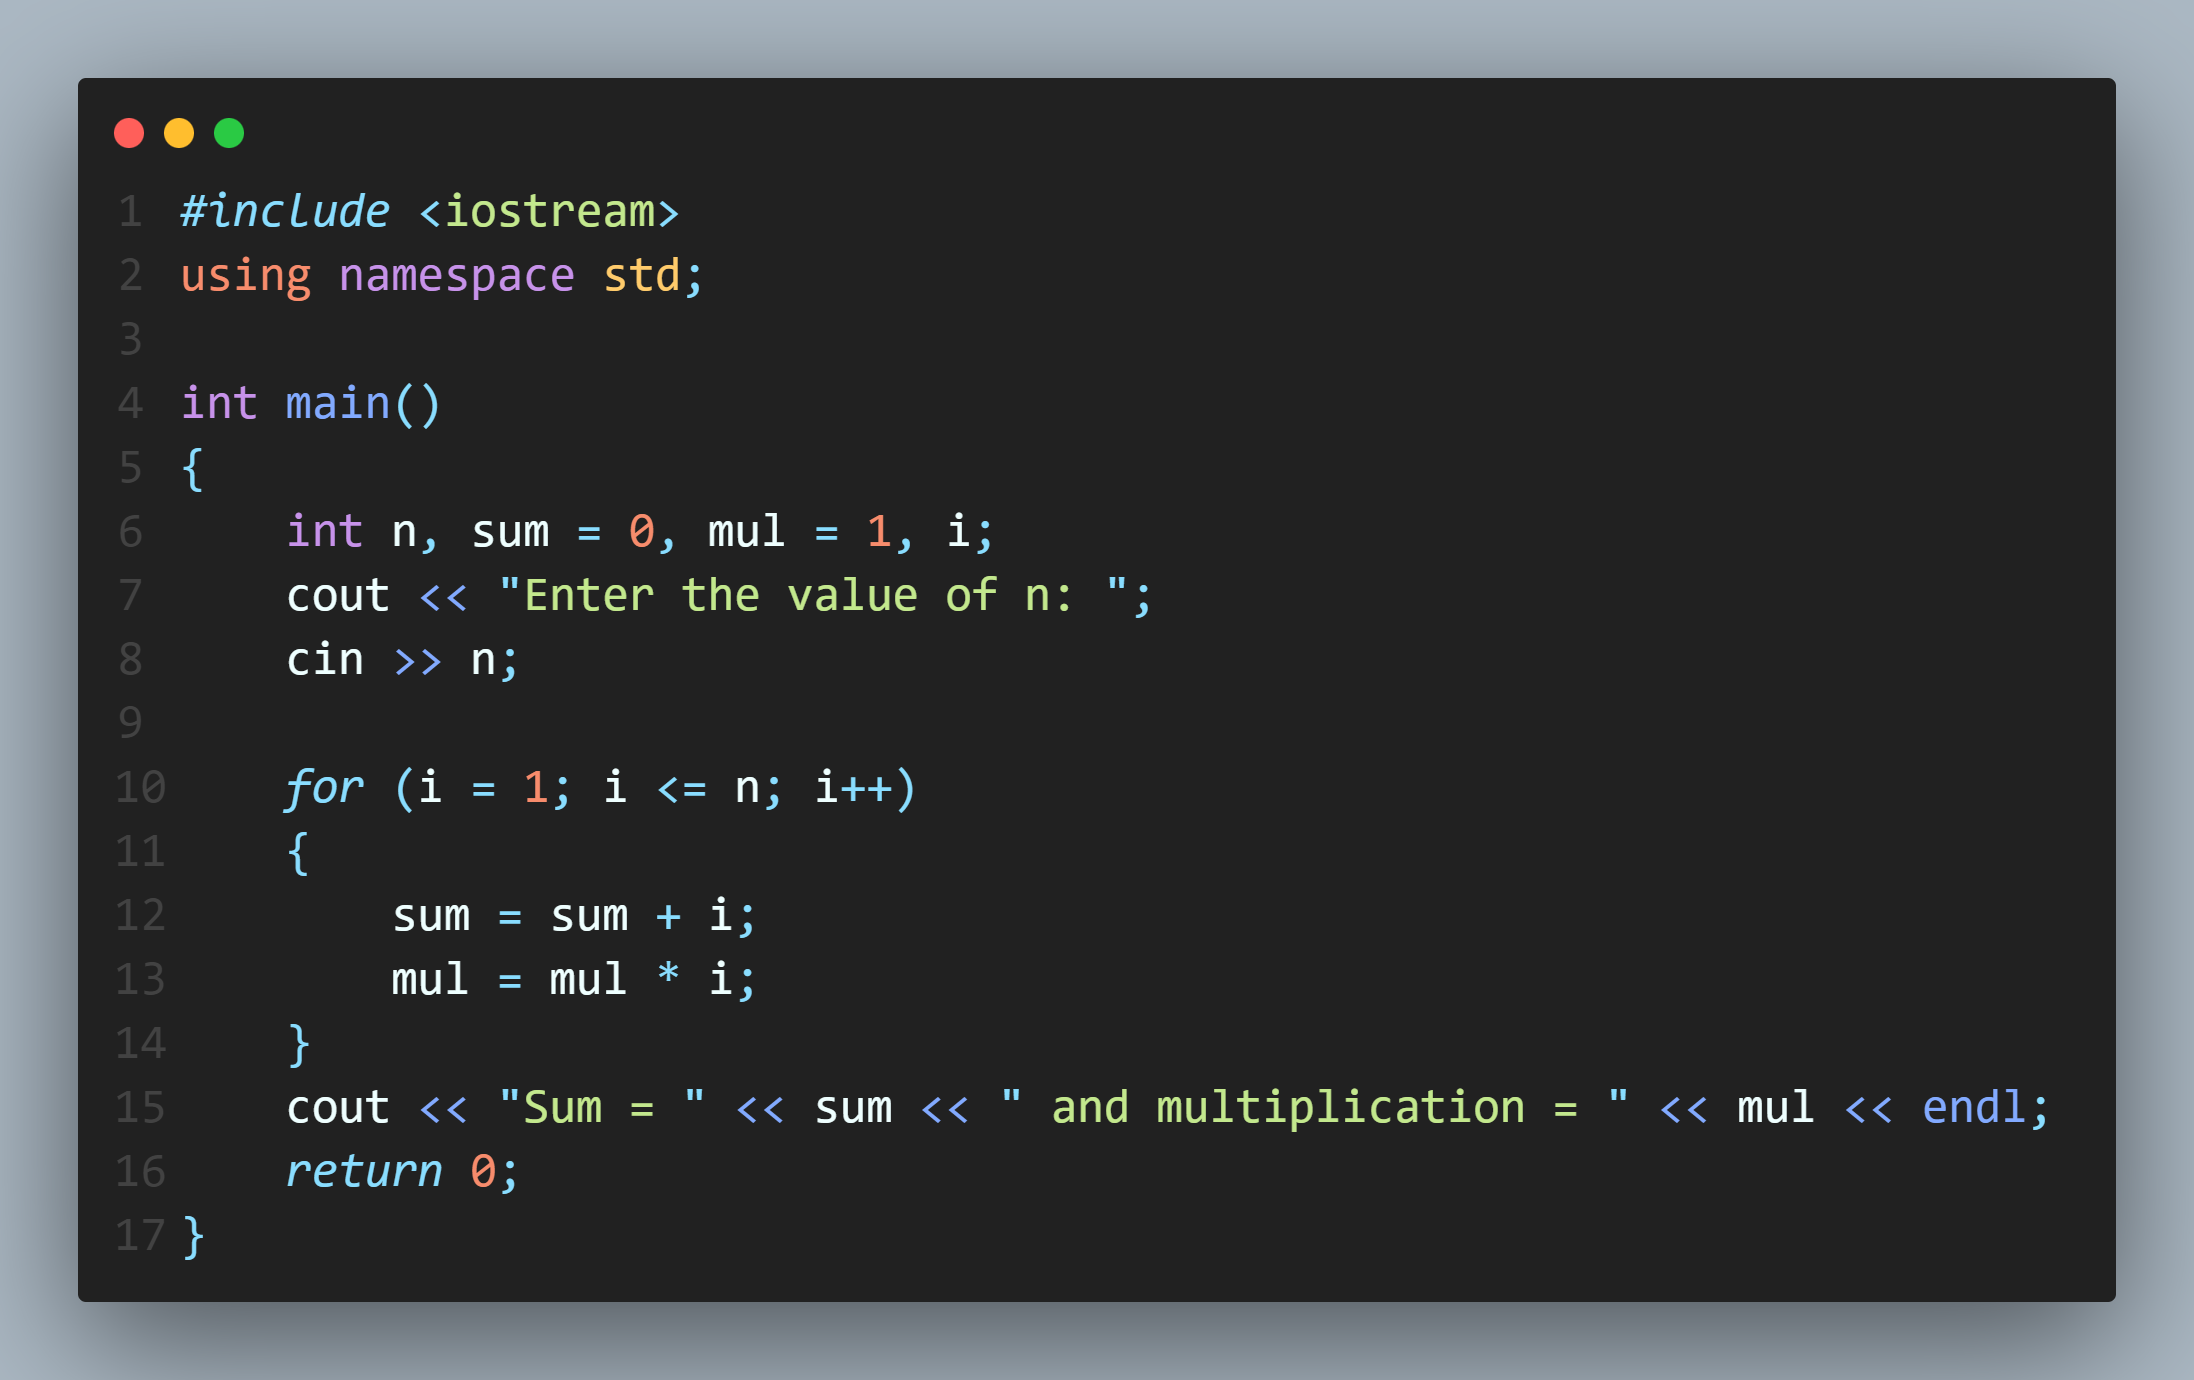 1 #include <iostream>
2 using namespace std;
3
4 int main()
5 {
6     int n, sum = 0, mul = 1, i;
7     cout << "Enter the value of n: ";
8     cin >> n;
9
10     for (i = 1; i <= n; i++)
11     {
12         sum = sum + i;
13         mul = mul * i;
14     }
15     cout << "Sum = " << sum << " and multiplication = " << mul << endl;
16     return 0;
17 }